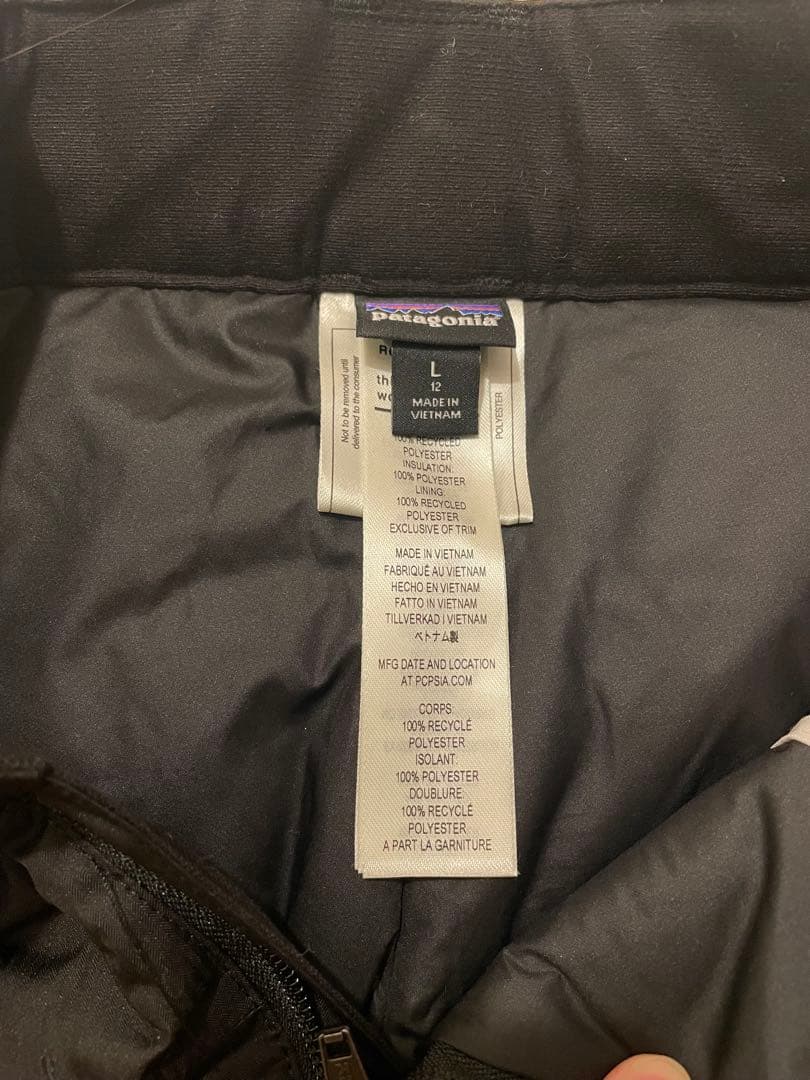 patagonia
L
12
MADE IN
VIETNAM
Not to be removed until
delivered to the consumer
POLYESTER
100% RECYCLED
POLYESTER
INSULATION:
100% POLYESTER
LINING:
100% RECYCLED
POLYESTER
EXCLUSIVE OF TRIM
MADE IN VIETNAM
FABRIQUÉ AU VIETNAM
HECHO EN VIETNAM
FATTO IN VIETNAM
TILLVERKAD I VIETNAM
ベトナム製
MFG DATE AND LOCATION
AT PCPSIA.COM
CORPS:
100% RECYCLÉ
POLYESTER
ISOLANT:
100% POLYESTER
DOUBLURE:
100% RECYCLÉ
POLYESTER
A PART LA GARNITURE